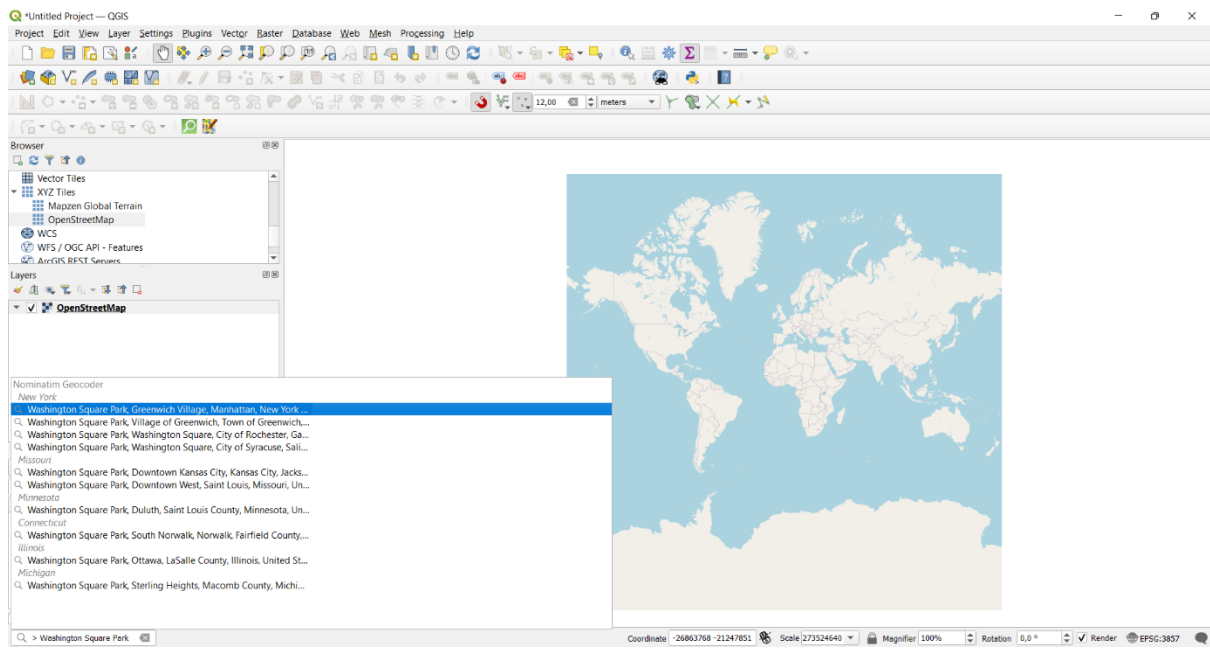 *Untitled Project — QGIS
Project Edit View Layer Settings Plugins Vector Raster Database Web Mesh Processing Help
12,00 meters
Browser
Vector Tiles
XYZ Tiles
Mapzen Global Terrain
OpenStreetMap
WCS
WFS / OGC API - Features
ArcGIS REST Servers
Layers
OpenStreetMap
Nominatim Geocoder
New York
Washington Square Park, Greenwich Village, Manhattan, New York ...
Washington Square Park, Village of Greenwich, Town of Greenwich,...
Washington Square Park, Washington Square, City of Rochester, Ga...
Washington Square Park, Washington Square, City of Syracuse, Sali...
Missouri
Washington Square Park, Downtown Kansas City, Kansas City, Jacks...
Washington Square Park, Downtown West, Saint Louis, Missouri, Un...
Minnesota
Washington Square Park, Duluth, Saint Louis County, Minnesota, Un...
Connecticut
Washington Square Park, South Norwalk, Norwalk, Fairfield County,...
Illinois
Washington Square Park, Ottawa, LaSalle County, Illinois, United St...
Michigan
Washington Square Park, Sterling Heights, Macomb County, Michi...
> Washington Square Park Coordinate -26863768 -21247851 Scale 273524640 Magnifier 100% Rotation 0,0 ° Render EPSG:3857